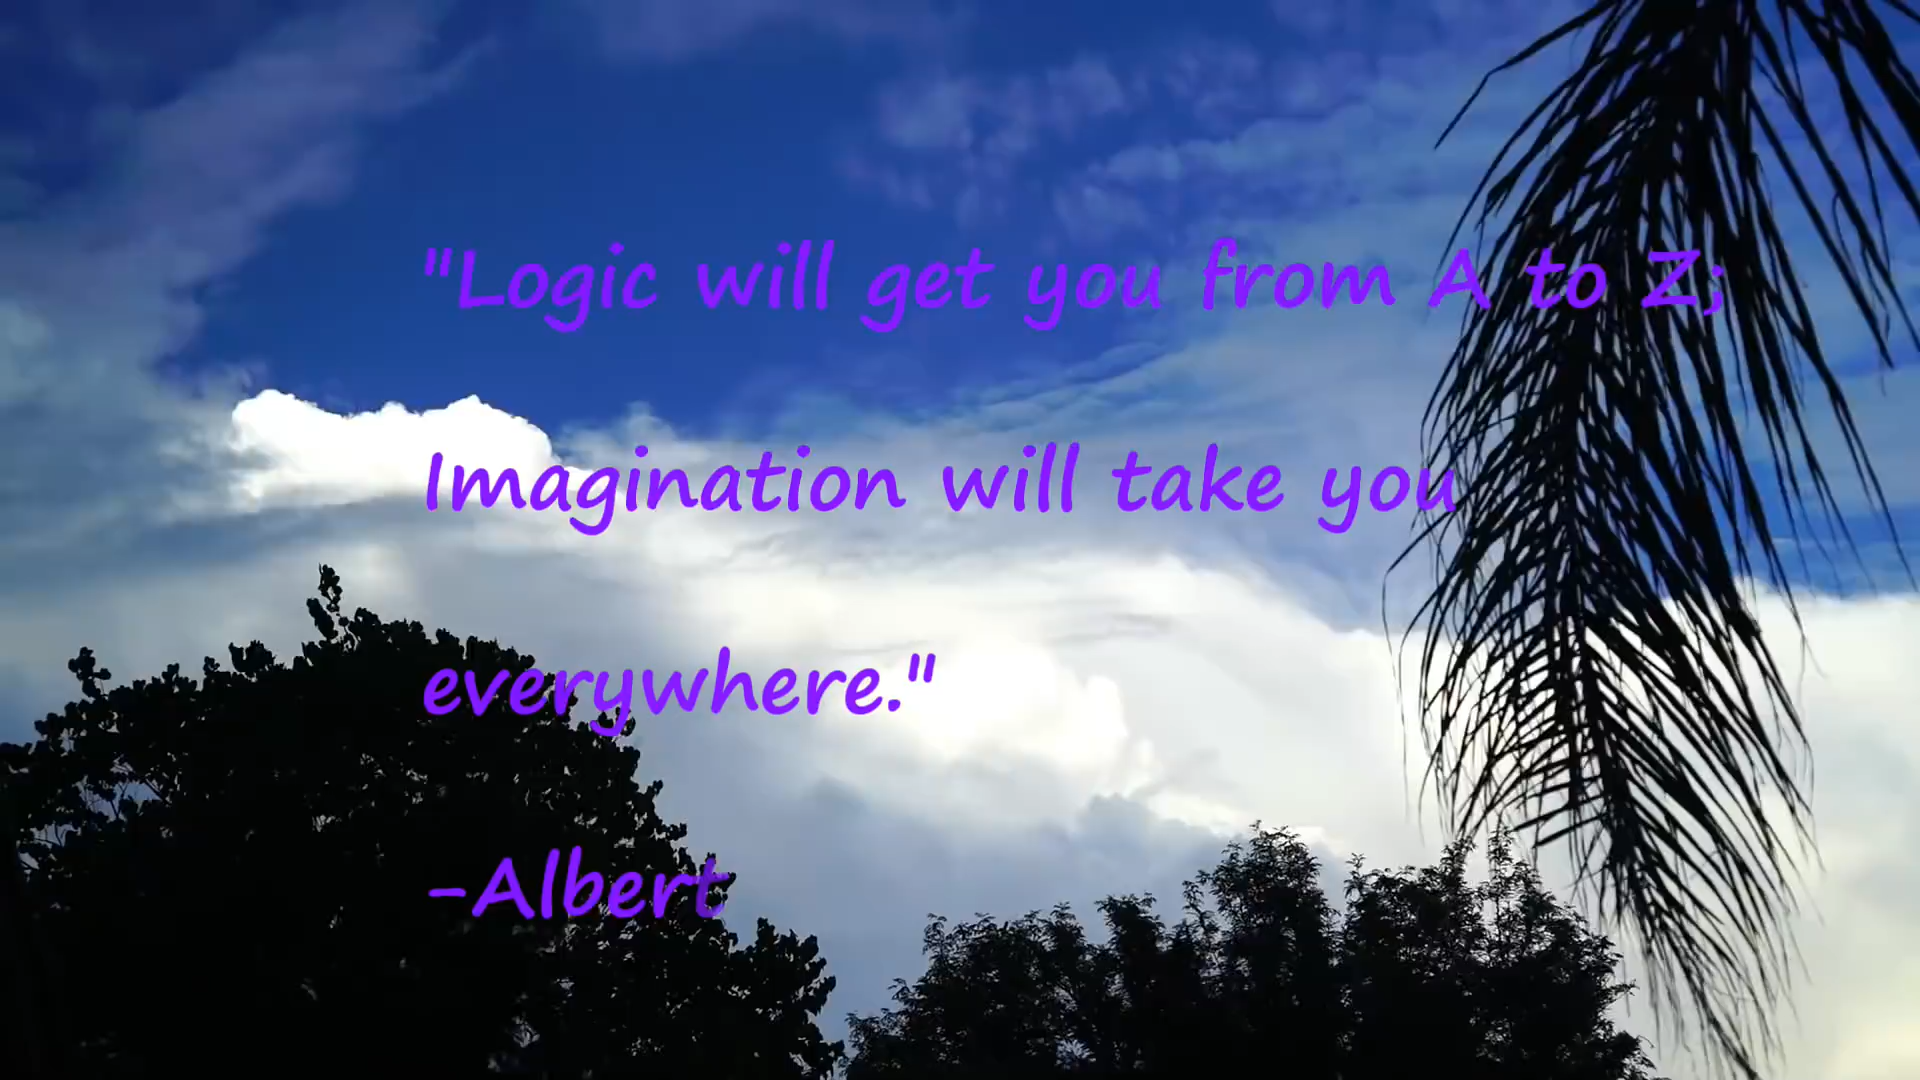 "Logic will get you from A to Z;
Imagination will take you
everywhere."
-Albert